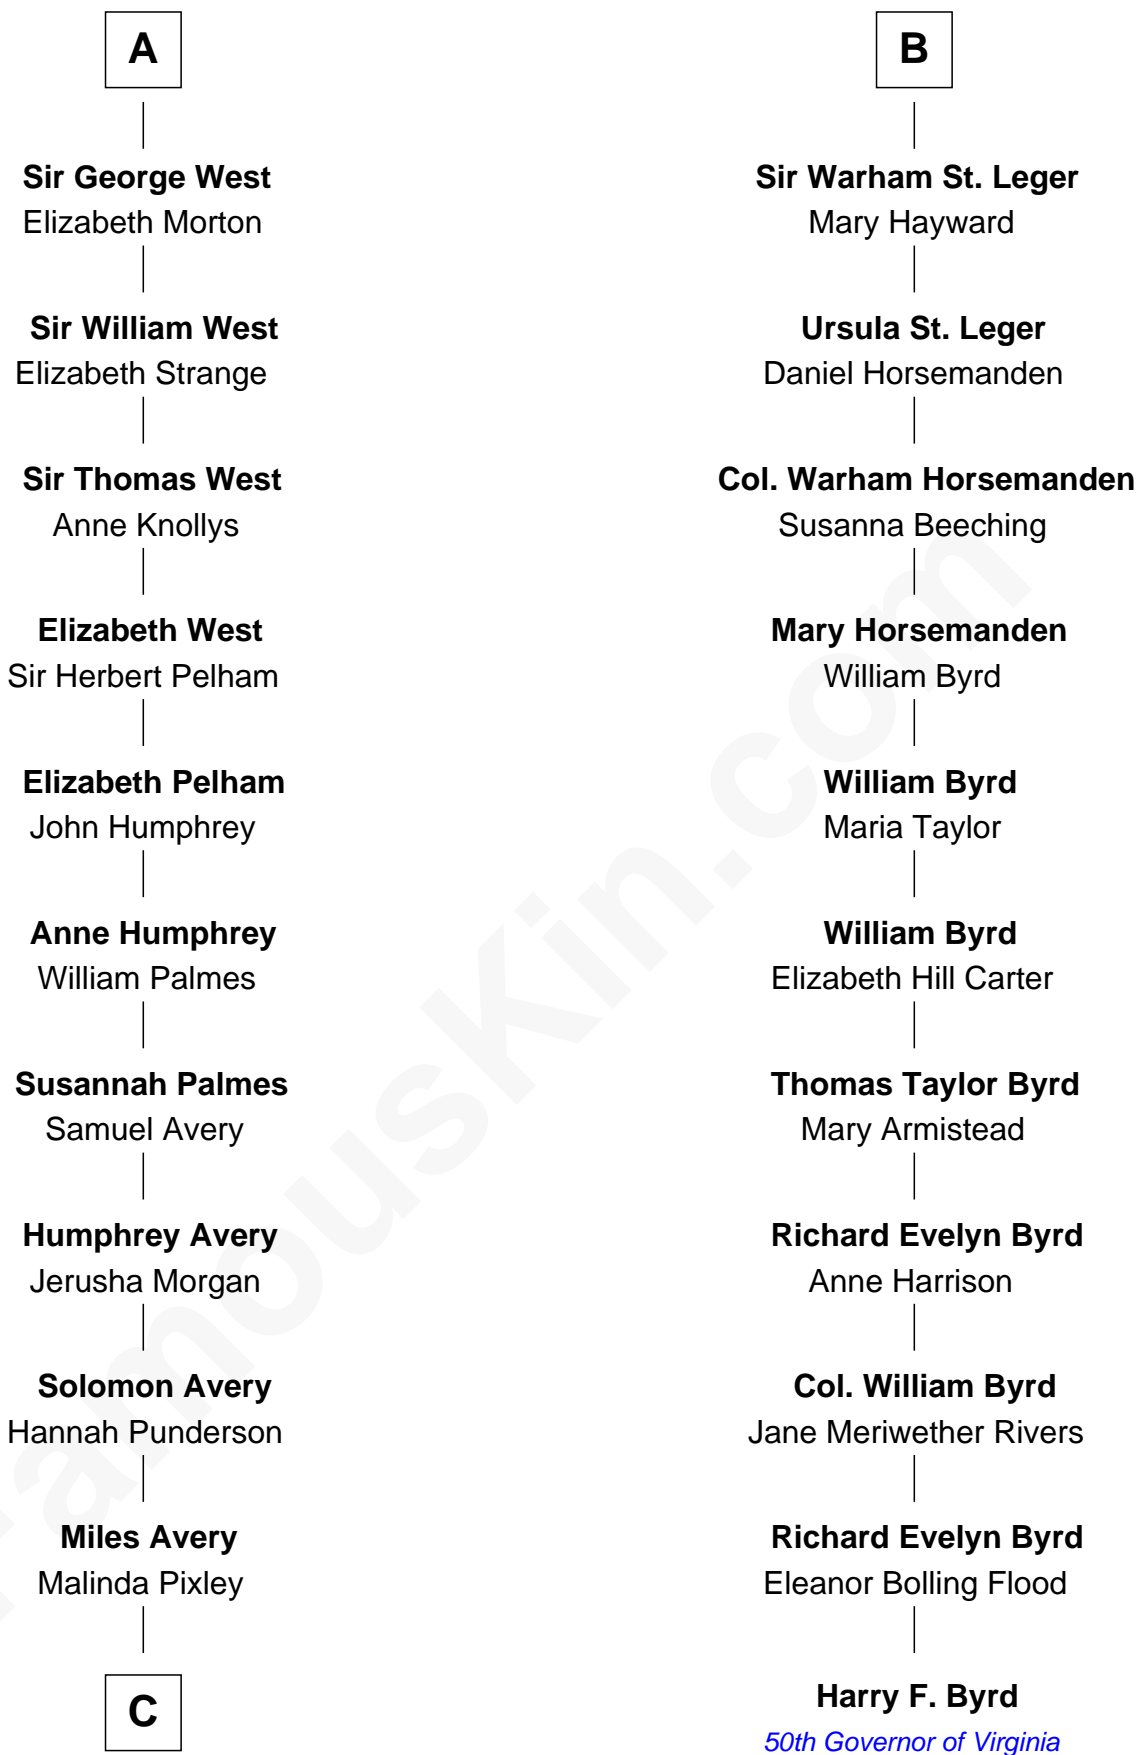 A
Sir George West
Elizabeth Morton
Sir William West
Elizabeth Strange
Sir Thomas West
Anne Knollys
Elizabeth West
Sir Herbert Pelham
Elizabeth Pelham
John Humphrey
Anne Humphrey
William Palmes
Susannah Palmes
Samuel Avery
Humphrey Avery
Jerusha Morgan
Solomon Avery
Hannah Punderson
Miles Avery
Malinda Pixley
C
B
Sir Warham St. Leger
Mary Hayward
Ursula St. Leger
Daniel Horsemanden
Col. Warham Horsemanden
Susanna Beeching
Mary Horsemanden
William Byrd
William Byrd
Maria Taylor
William Byrd
Elizabeth Hill Carter
Thomas Taylor Byrd
Mary Armistead
Richard Evelyn Byrd
Anne Harrison
Col. William Byrd
Jane Meriwether Rivers
Richard Evelyn Byrd
Eleanor Bolling Flood
Harry F. Byrd
50th Governor of Virginia
FamousKin.com